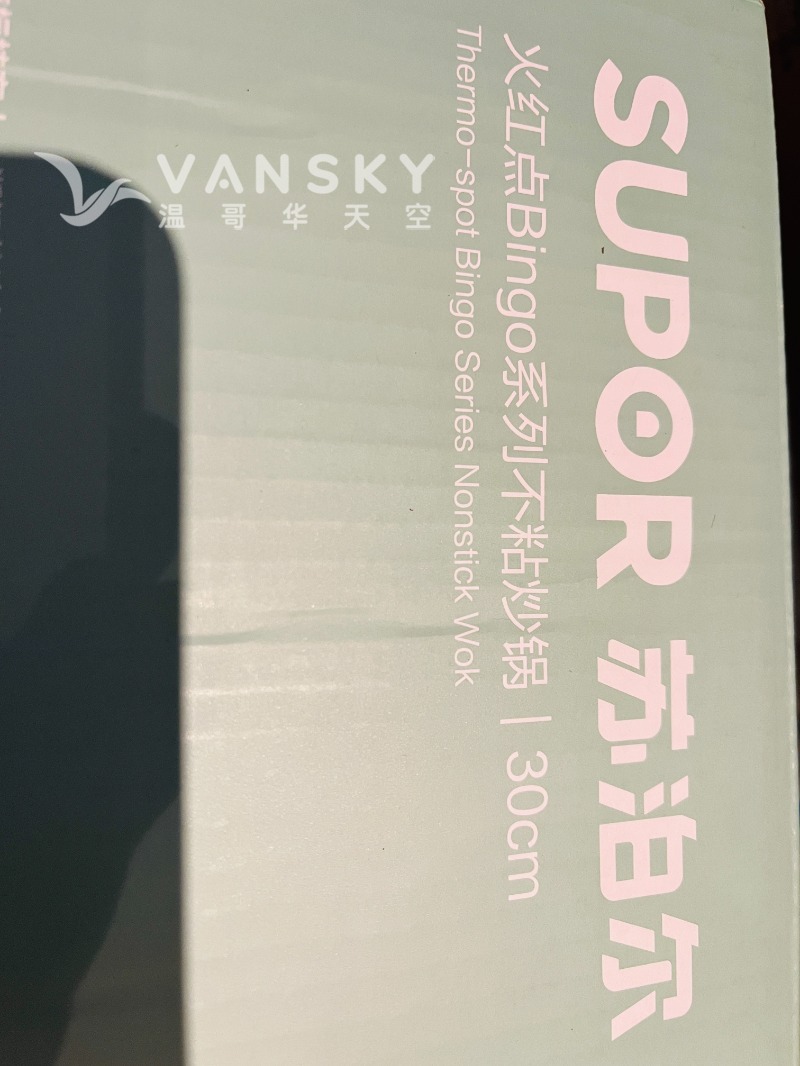 SUPOR 苏泊尔
火红点Bingo系列不粘炒锅 | 30cm
Thermo-spot Bingo Series Nonstick Wok
VANSKY
温哥华天空